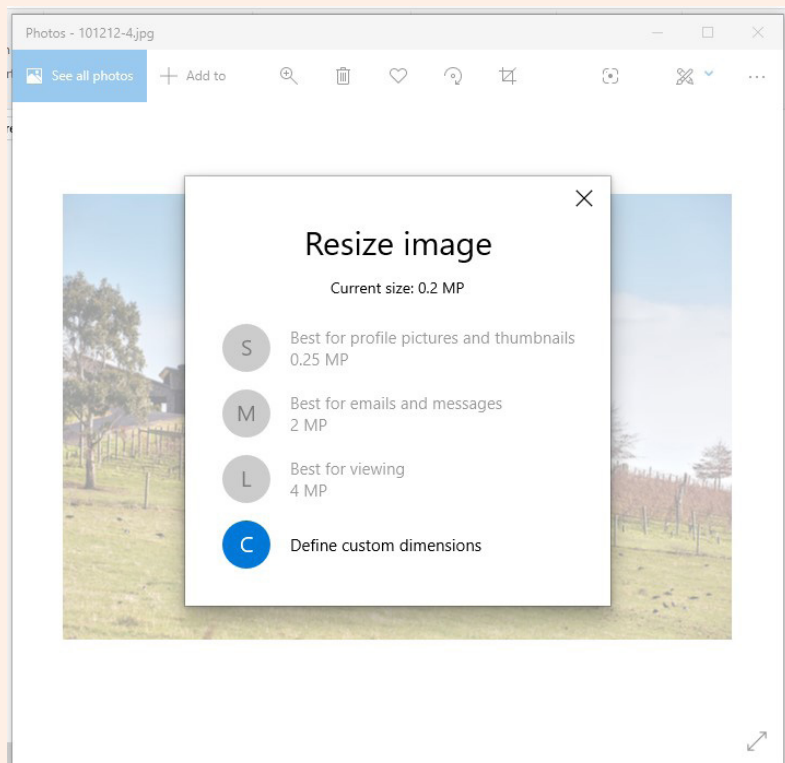 Photos - 101212-4.jpg
See all photos
Add to
Resize image
Current size: 0.2 MP
S
Best for profile pictures and thumbnails
0.25 MP
M
Best for emails and messages
2 MP
L
Best for viewing
4 MP
C
Define custom dimensions